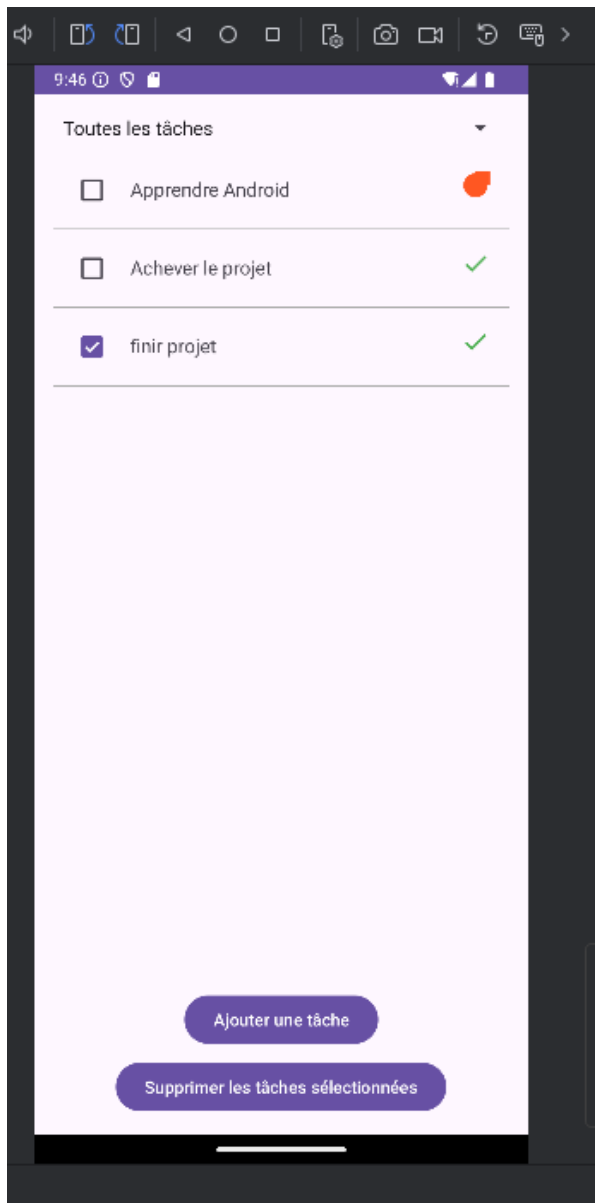 9:46
Toutes les tâches
Apprendre Android
Achever le projet
finir projet
Ajouter une tâche
Supprimer les tâches sélectionnées